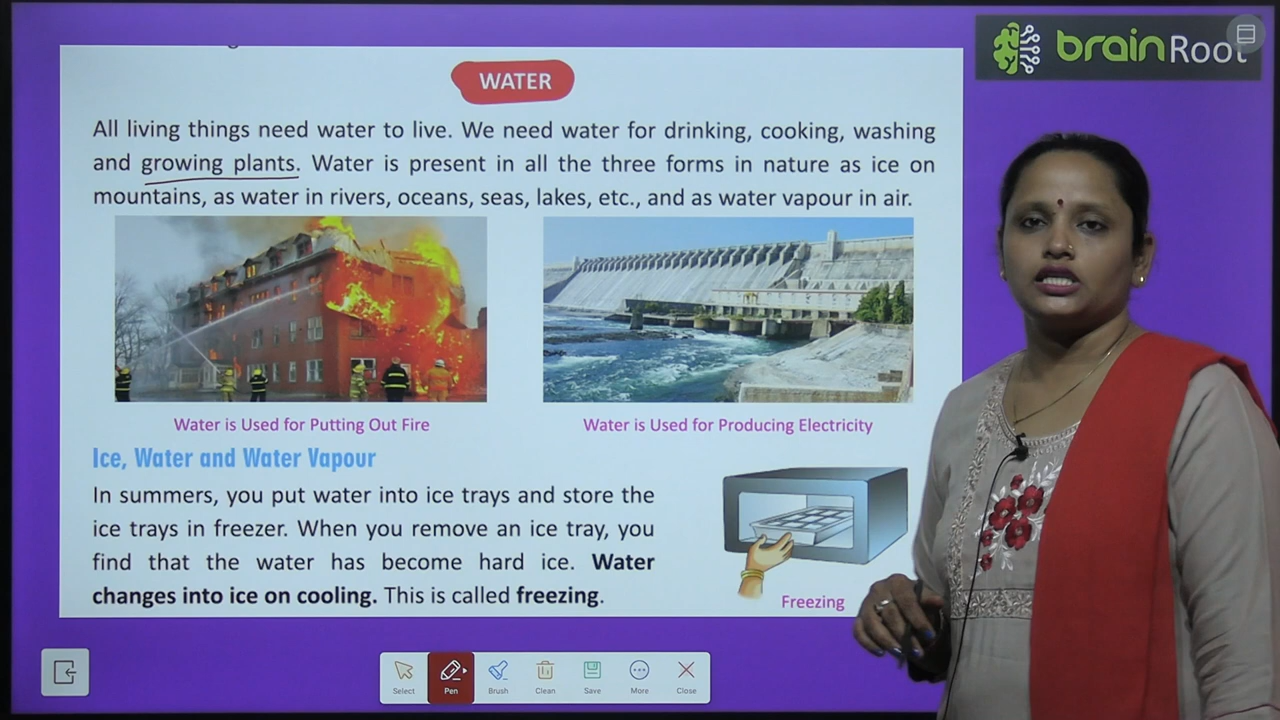 brainRoot
WATER
All living things need water to live. We need water for drinking, cooking, washing
and growing plants. Water is present in all the three forms in nature as ice on
mountains, as water in rivers, oceans, seas, lakes, etc., and as water vapour in air.
Water is Used for Putting Out Fire
Water is Used for Producing Electricity
Ice, Water and Water Vapour
In summers, you put water into ice trays and store the
ice trays in freezer. When you remove an ice tray, you
find that the water has become hard ice. Water
changes into ice on cooling. This is called freezing.
Freezing
Select
Pen
Brush
Clean
Save
More
Close